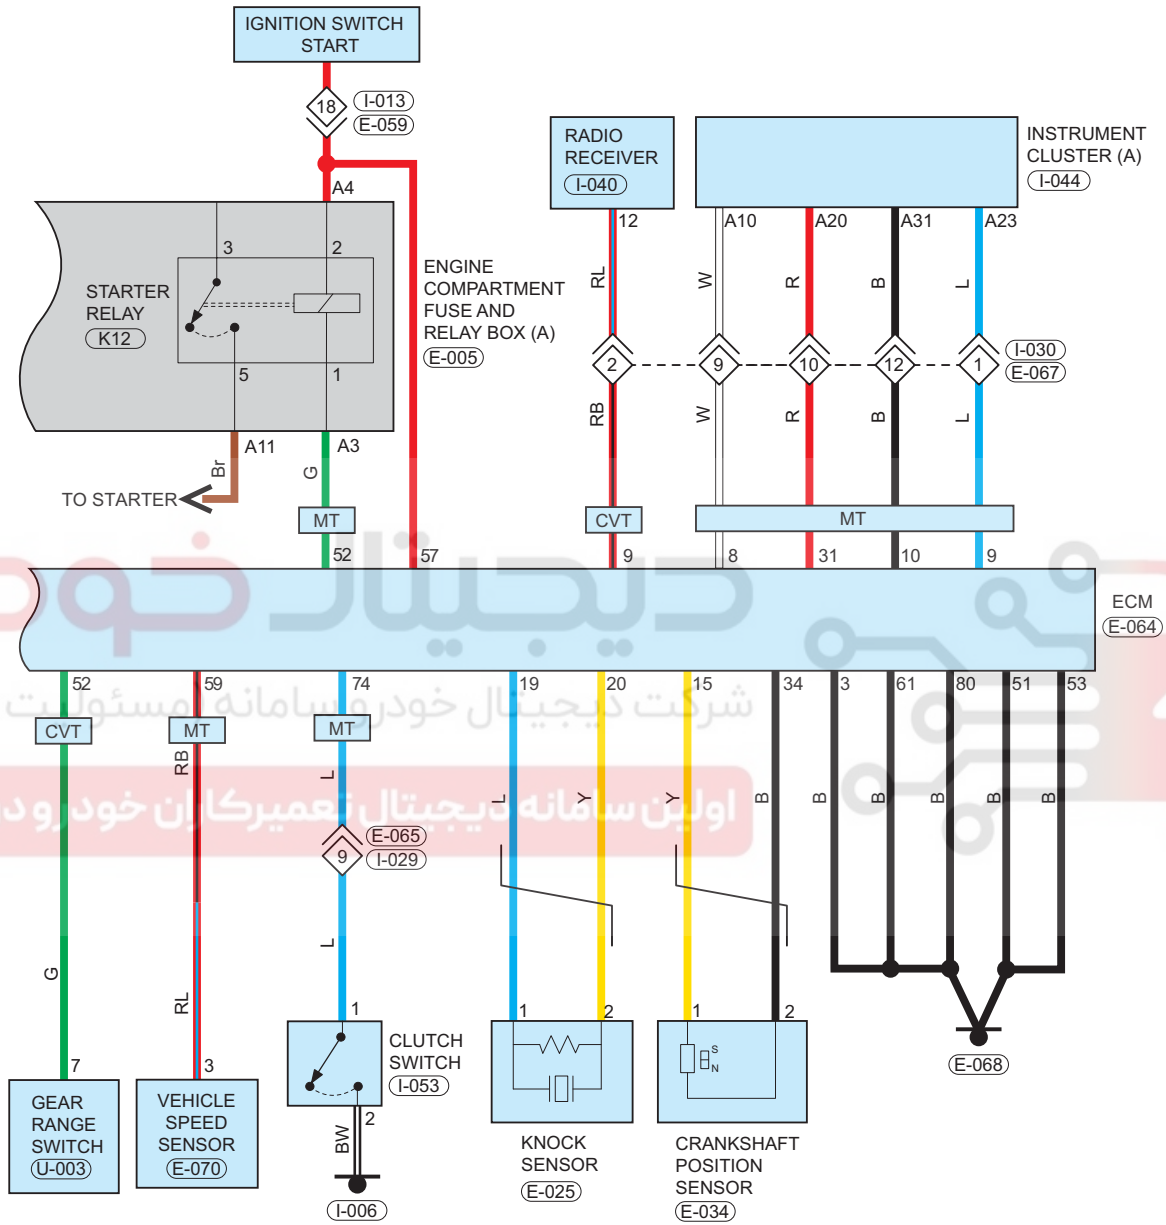 IGNITION SWITCH
START
18
I-013
E-059
A4
RADIO
RECEIVER
I-040
INSTRUMENT
CLUSTER (A)
I-044
12
A10
A20
A31
A23
3
2
STARTER
RELAY
K12
5
1
ENGINE
COMPARTMENT
FUSE AND
RELAY BOX (A)
E-005
RL
W
R
B
L
2
9
10
12
1
I-030
E-067
RB
W
R
B
L
A11
A3
Br
G
TO STARTER
MT
CVT
MT
52
57
9
8
31
10
9
دیجیتال خودرو
ECM
E-064
52
59
74
19
20
15
34
3
61
80
51
53
شرکت دیجیتال خودرو سامانه مسئولیت
CVT
MT
MT
RB
L
L
Y
Y
B
B
B
B
B
B
اولین سامانه دیجیتال تعمیرکاران خودرو در
9
E-065
I-029
G
RL
L
7
3
1
1
2
1
2
GEAR
RANGE
SWITCH
U-003
VEHICLE
SPEED
SENSOR
E-070
CLUTCH
SWITCH
I-053
2
BW
I-006
KNOCK
SENSOR
E-025
S
N
CRANKSHAFT
POSITION
SENSOR
E-034
E-068